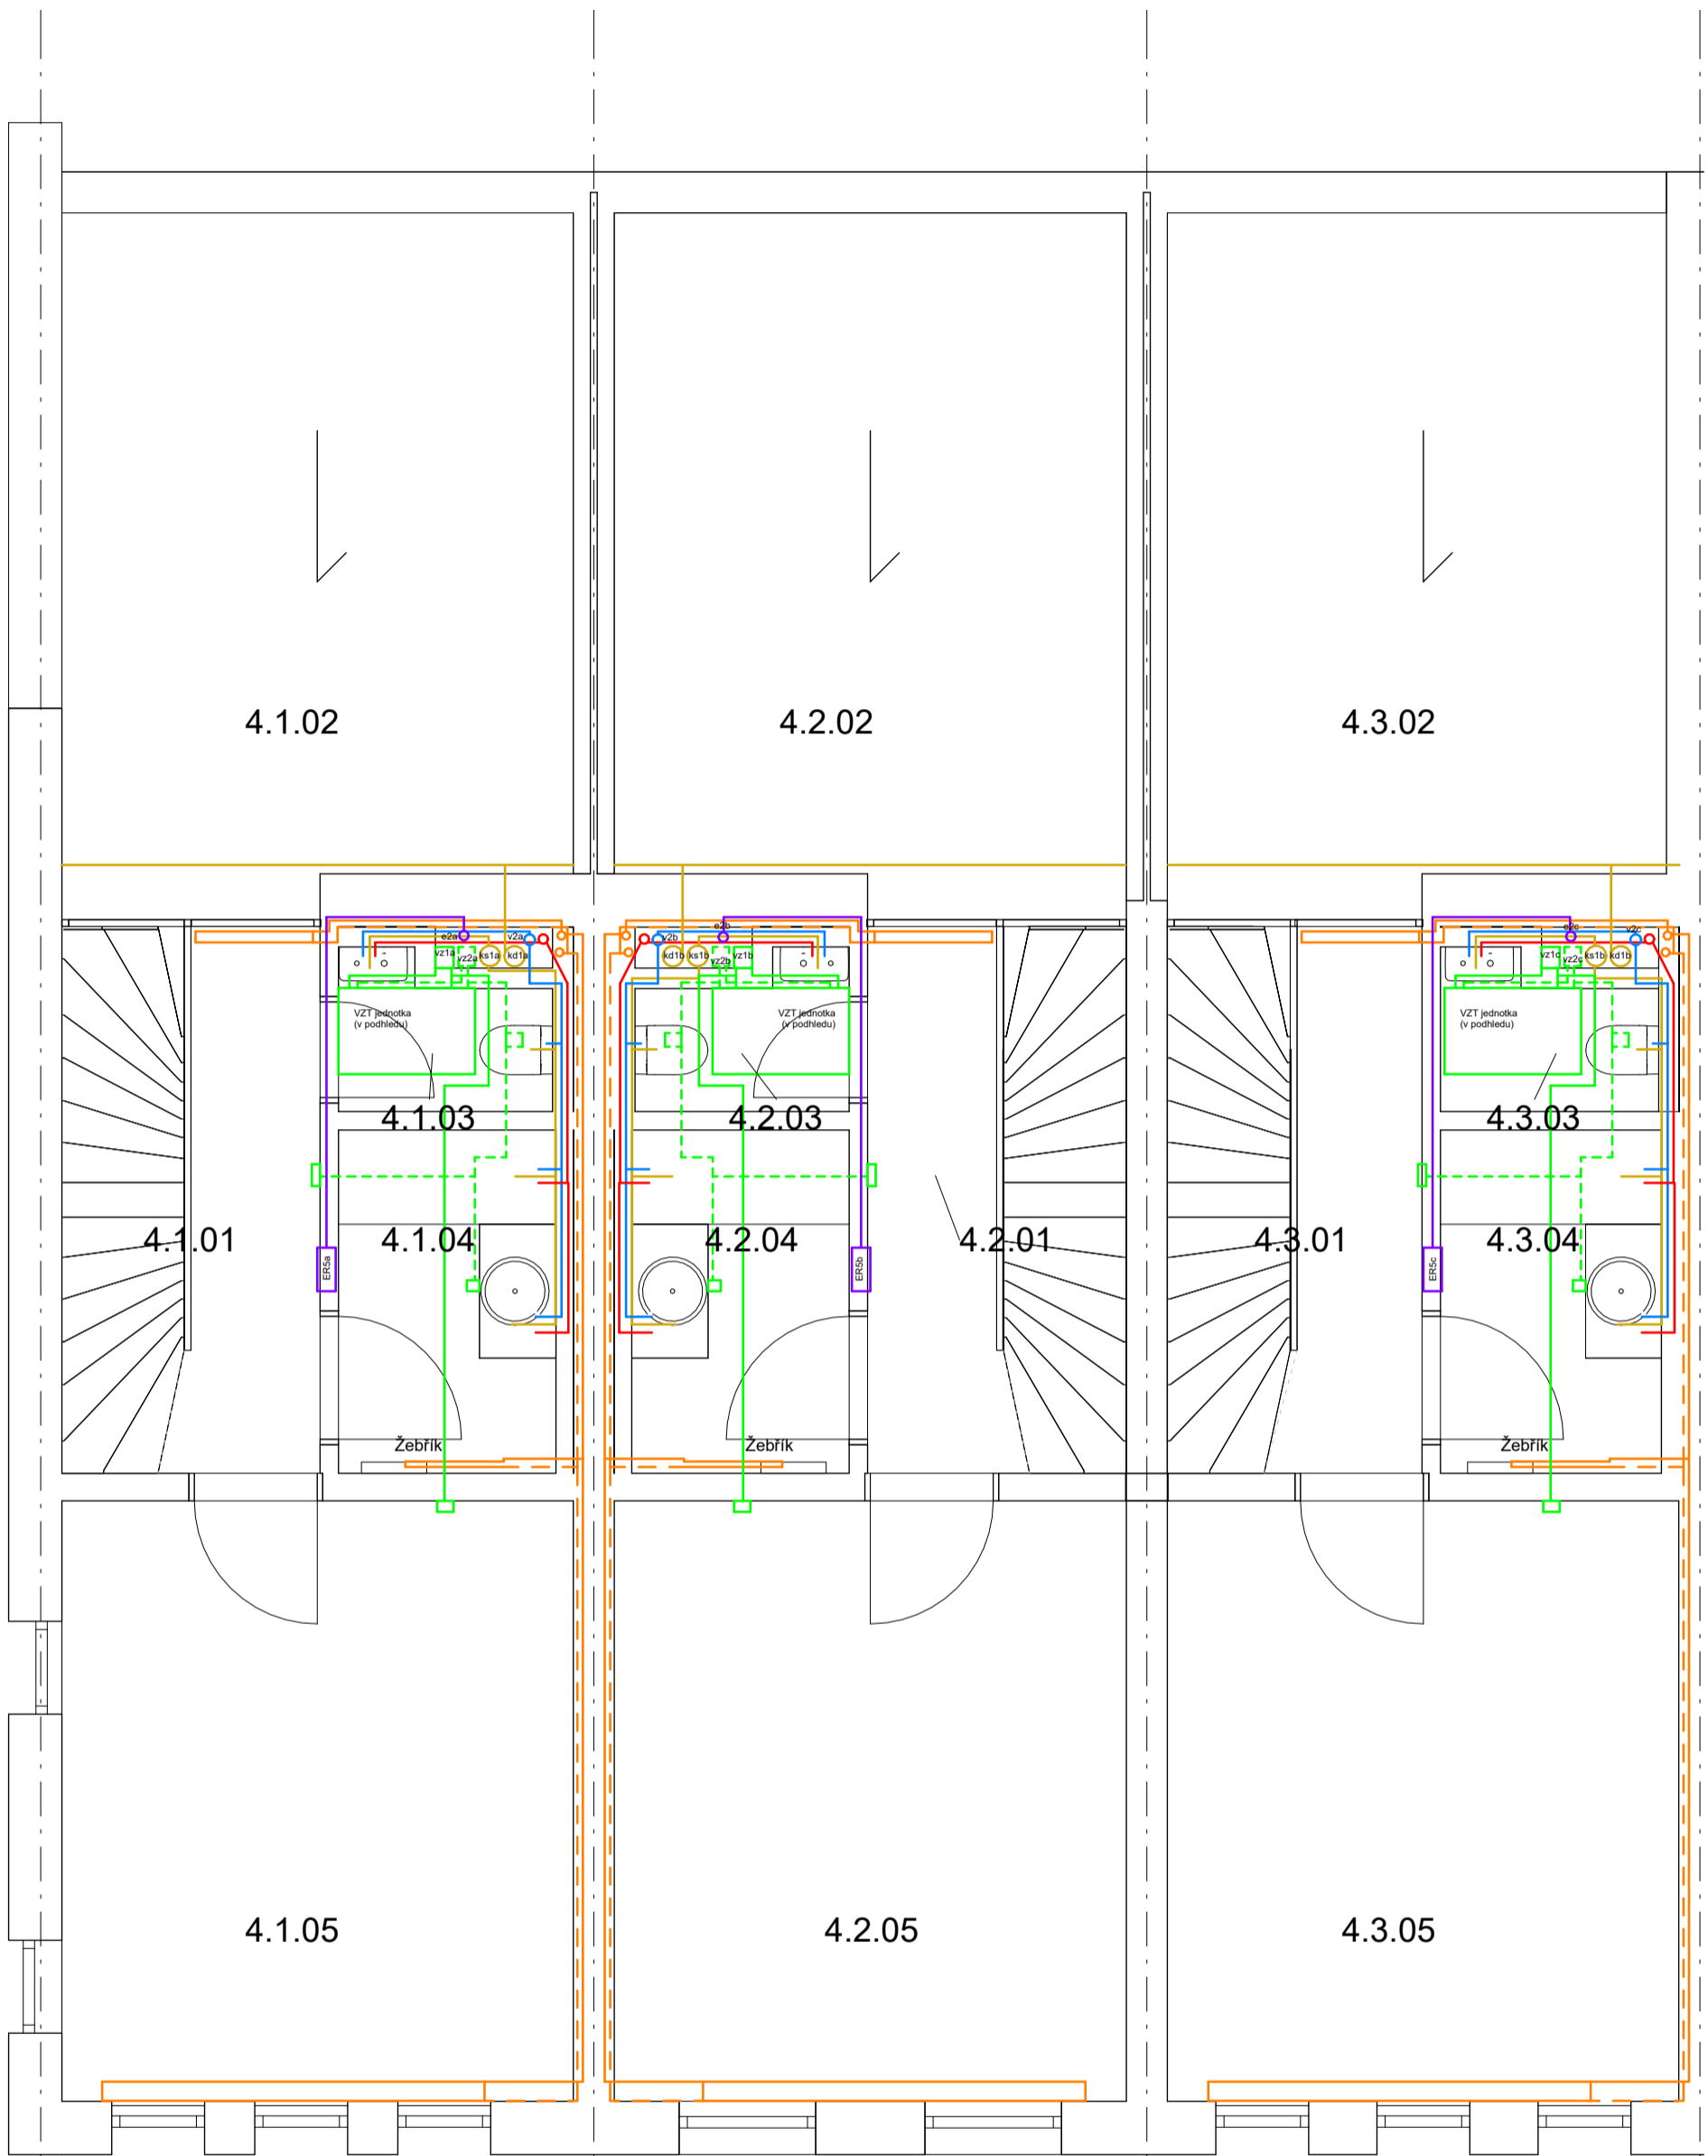 4.1.02
4.2.02
4.3.02
e2a
v2a
vz1a
vz2a
ks1a
kd1a
v2b
e2b
kd1b
ks1b
vz2b
vz1b
e2c
v2c
vz1c
vz2c
ks1b
kd1b
VZT jednotka
(v podhledu)
VZT jednotka
(v podhledu)
VZT jednotka
(v podhledu)
4.1.03
4.2.03
4.3.03
4.1.01
4.1.04
4.2.04
4.2.01
4.3.01
4.3.04
ER5a
ER5b
ER5c
Žebřík
Žebřík
Žebřík
4.1.05
4.2.05
4.3.05